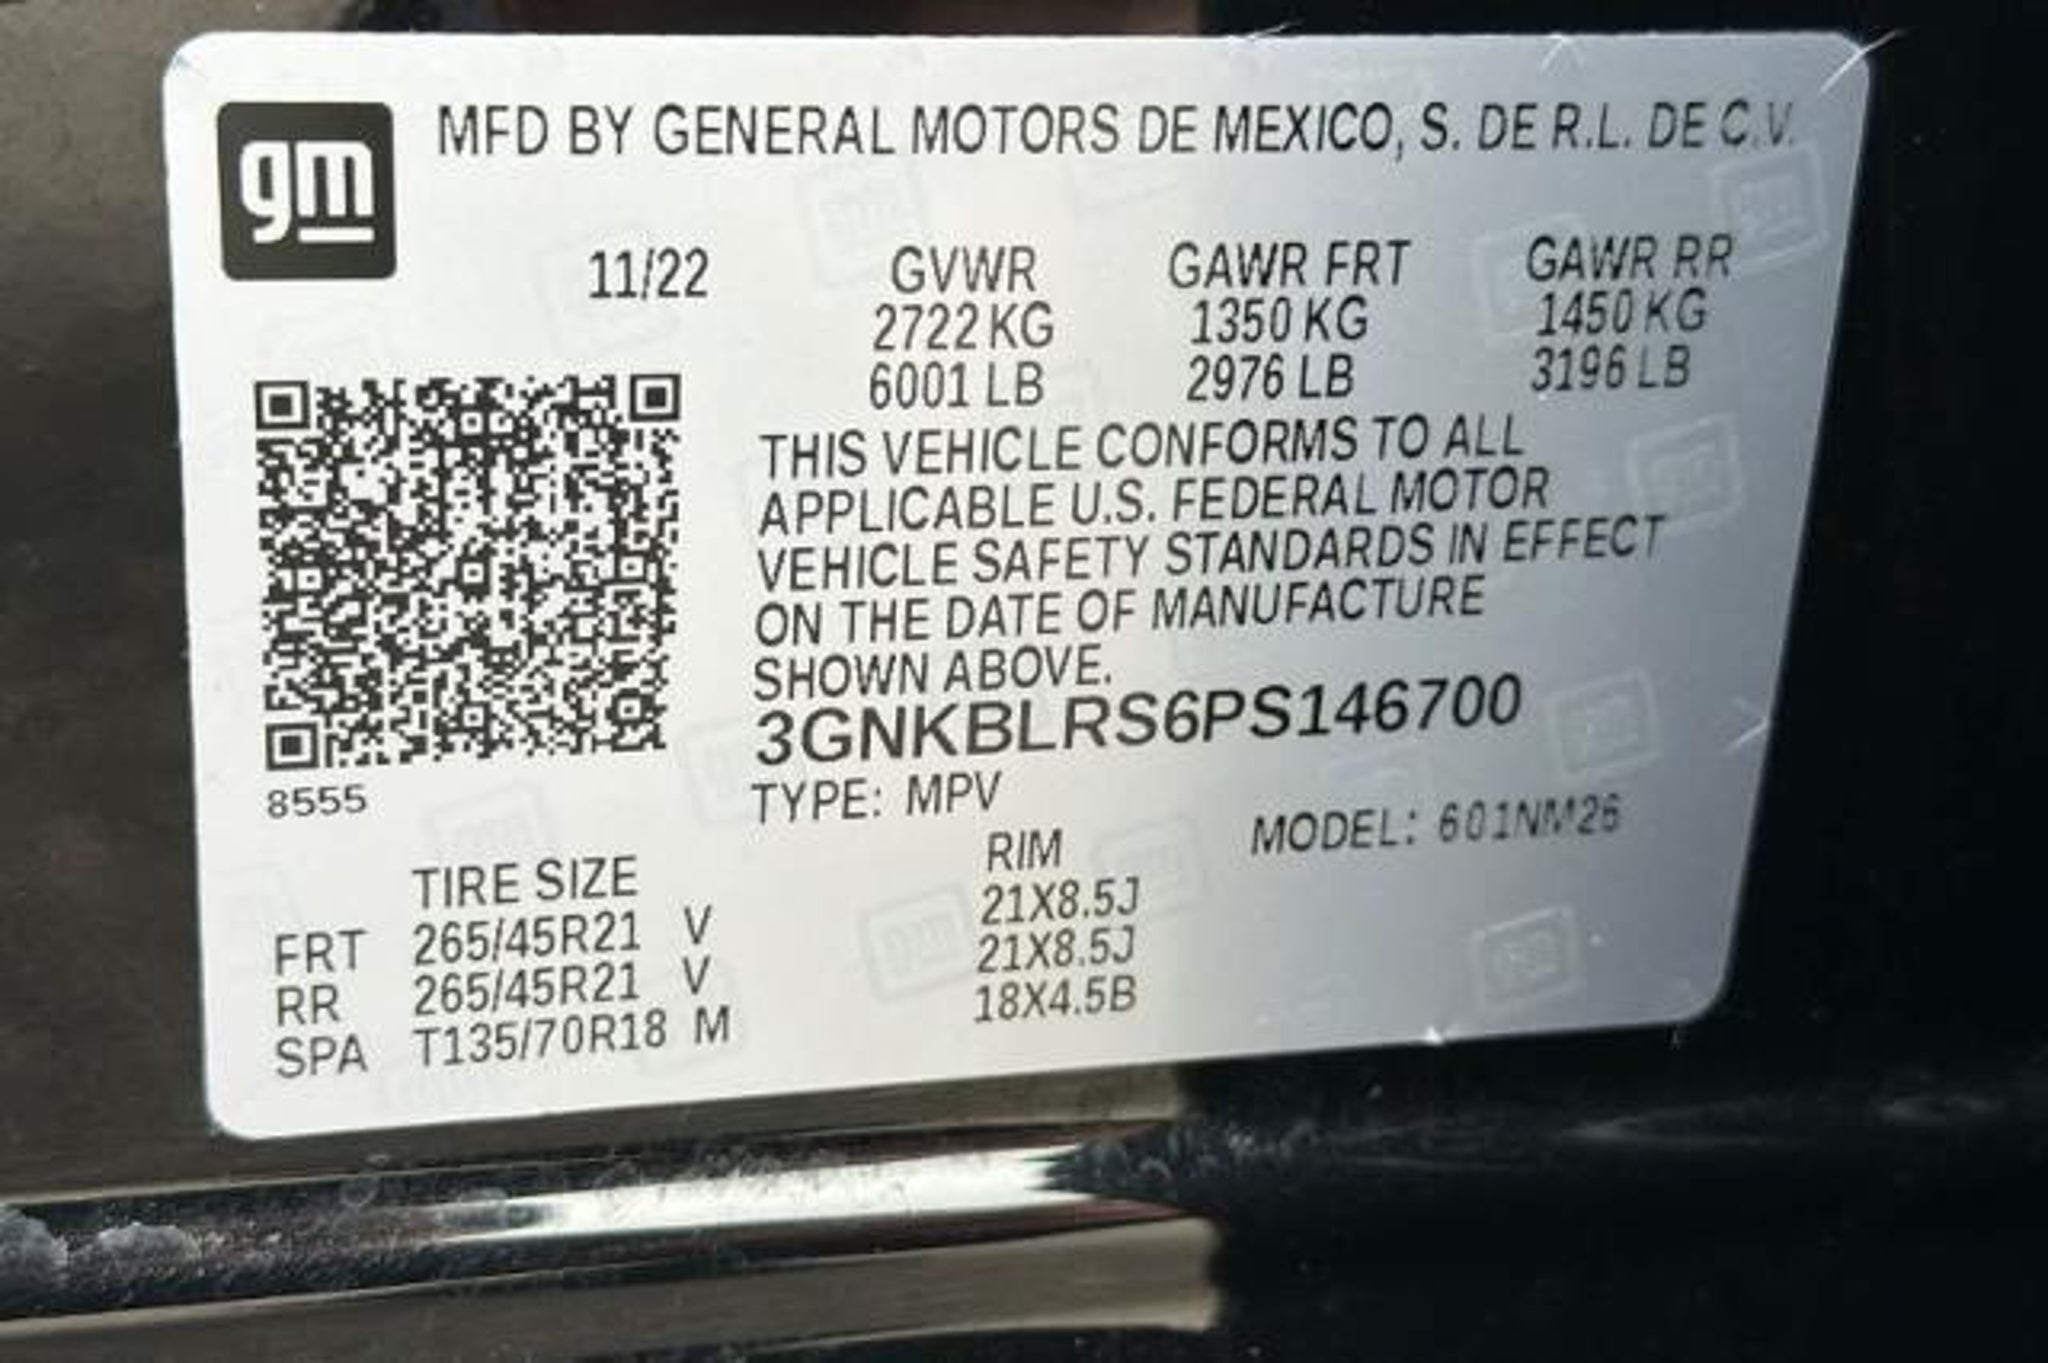 gm
MFD BY GENERAL MOTORS DE MEXICO, S. DE R.L. DE C.V.
11/22 GVWR GAWR FRT GAWR RR
2722 KG 1350 KG 1450 KG
6001 LB 2976 LB 3196 LB
THIS VEHICLE CONFORMS TO ALL
APPLICABLE U.S. FEDERAL MOTOR
VEHICLE SAFETY STANDARDS IN EFFECT
ON THE DATE OF MANUFACTURE
SHOWN ABOVE.
3GNKBLRS6PS146700
8555
TYPE: MPV MODEL: 601NM26
TIRE SIZE RIM
FRT 265/45R21 V 21X8.5J
RR 265/45R21 V 21X8.5J
SPA T135/70R18 M 18X4.5B